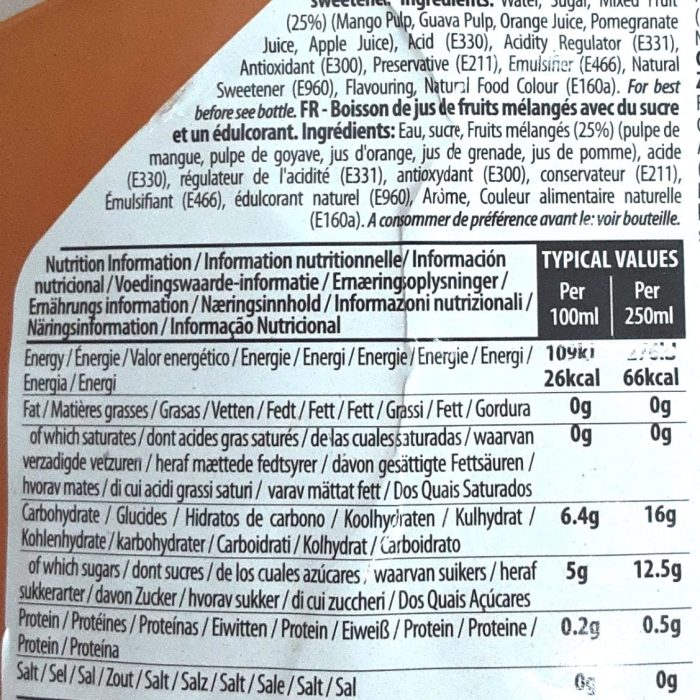 sweetener. Ingredients: Water, Sugar, Mixed Fruit
(25%) (Mango Pulp, Guava Pulp, Orange Juice, Pomegranate
Juice, Apple Juice), Acid (E330), Acidity Regulator (E331),
Antioxidant (E300), Preservative (E211), Emulsifier (E466), Natural
Sweetener (E960), Flavouring, Natural Food Colour (E160a). For best
before see bottle. FR - Boisson de jus de fruits mélangés avec du sucre
et un édulcorant. Ingrédients: Eau, sucre, Fruits mélangés (25%) (pulpe de
mangue, pulpe de goyave, jus d'orange, jus de grenade, jus de pomme), acide
(E330), régulateur de l'acidité (E331), antioxydant (E300), conservateur (E211),
Émulsifiant (E466), édulcorant naturel (E960), Arôme, Couleur alimentaire naturelle
(E160a). A consommer de préférence avant le: voir bouteille.
Nutrition Information / Information nutritionnelle / Información TYPICAL VALUES
nutricional / Voedingswaarde-informatie / Ernæringsoplysninger / Per Per
Ernährungs information / Næringsinnhold / Informazoni nutrizionali / 100ml 250ml
Näringsinformation / Informação Nutricional
Energy / Énergie / Valor energético / Energie / Energi / Energie / Energie / Energi / 109kj
Energia / Energi 26kcal 66kcal
Fat / Matières grasses / Grasas / Vetten / Fedt / Fett / Fett / Grassi / Fett / Gordura 0g 0g
of which saturates / dont acides gras saturés / de las cuales saturadas / waarvan 0g 0g
verzadigde vetzuren / heraf mættede fedtsyrer / davon gesättigte Fettsäuren /
hvorav mates / di cui acidi grassi saturi / varav mättat fett / Dos Quais Saturados
Carbohydrate / Glucides / Hidratos de carbono / Koolhydraten / Kulhydrat / 6.4g 16g
Kohlenhydrate / karbohydrater / Carboidrati / Kolhydrat / Carboidrato
of which sugars / dont sucres / de los cuales azúcares / waarvan suikers / heraf 5g 12.5g
sukkerarter / davon Zucker / hvorav sukker / di cui zuccheri / Dos Quais Açúcares
Protein / Protéines / Proteínas / Eiwitten / Protein / Eiweiß / Protein / Proteine / 0.2g 0.5g
Protein / Proteína
Salt / Sel / Sal / Zout / Salt / Salz / Salt / Sale / Salt / Sal 0g 0g